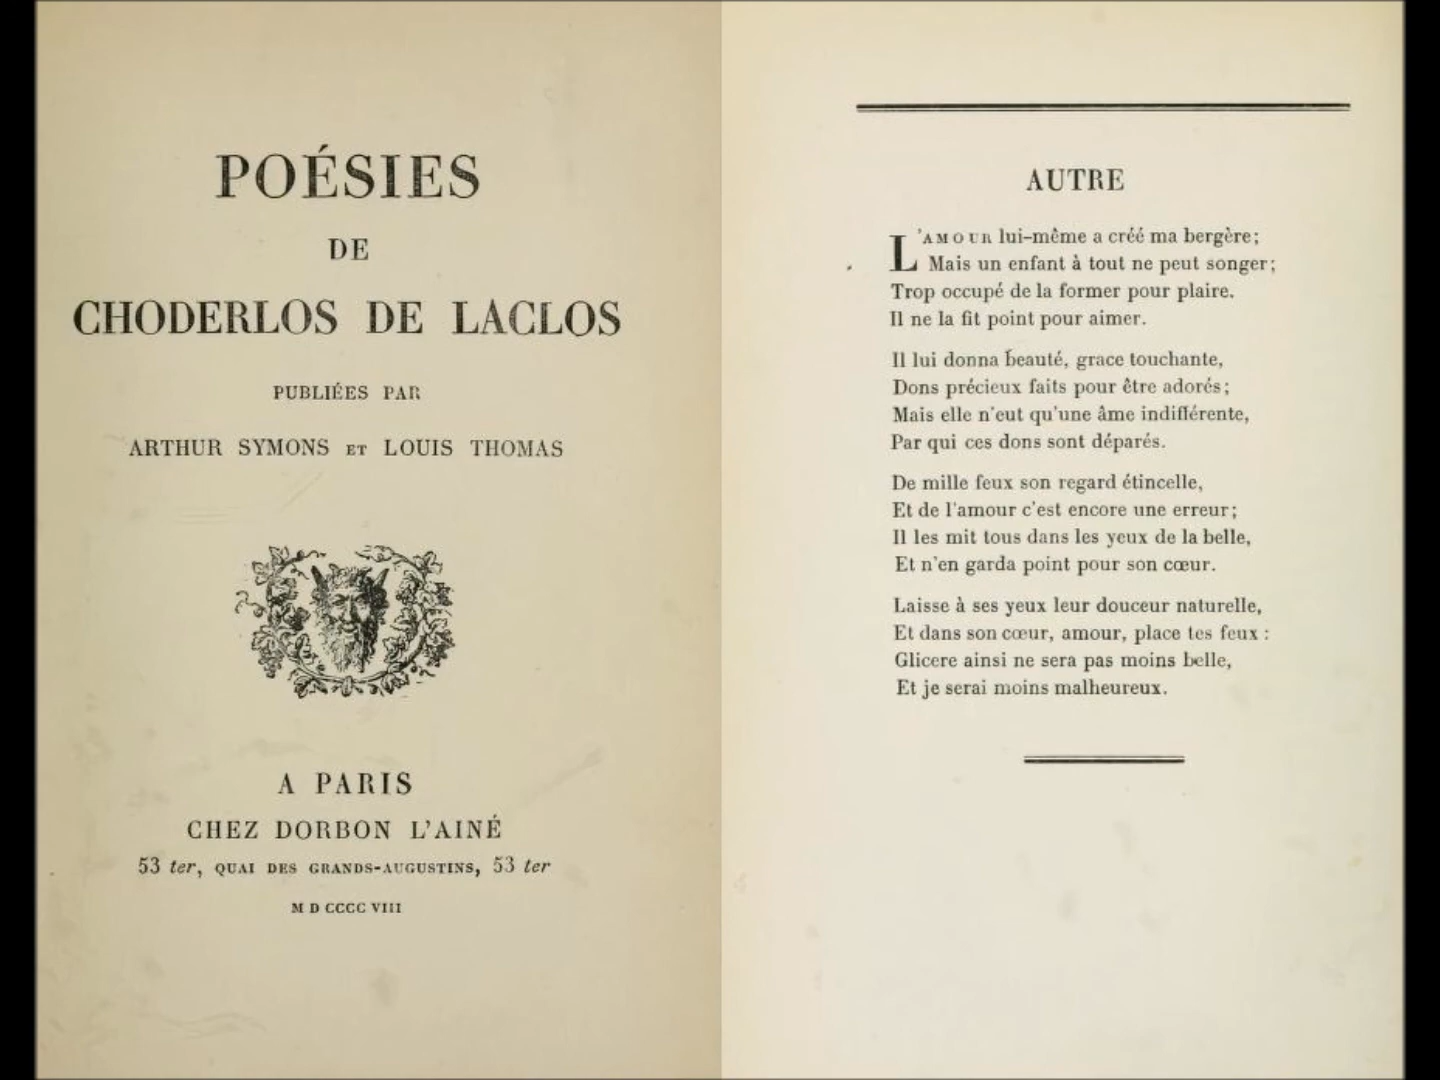 POÉSIES
DE
CHODERLOS DE LACLOS
PUBLIÉES PAR
ARTHUR SYMONS ET LOUIS THOMAS
A PARIS
CHEZ DORBON L'AINÉ
53 ter, QUAI DES GRANDS-AUGUSTINS, 53 ter
M D CCCC VIII
AUTRE
L'AMOUR lui-même a créé ma bergère;
Mais un enfant à tout ne peut songer;
Trop occupé de la former pour plaire.
Il ne la fit point pour aimer.
Il lui donna beauté, grace touchante,
Dons précieux faits pour être adorés;
Mais elle n'eut qu'une âme indifférente,
Par qui ces dons sont déparés.
De mille feux son regard étincelle,
Et de l'amour c'est encore une erreur;
Il les mit tous dans les yeux de la belle,
Et n'en garda point pour son cœur.
Laisse à ses yeux leur douceur naturelle,
Et dans son cœur, amour, place tes feux :
Glicere ainsi ne sera pas moins belle,
Et je serai moins malheureux.